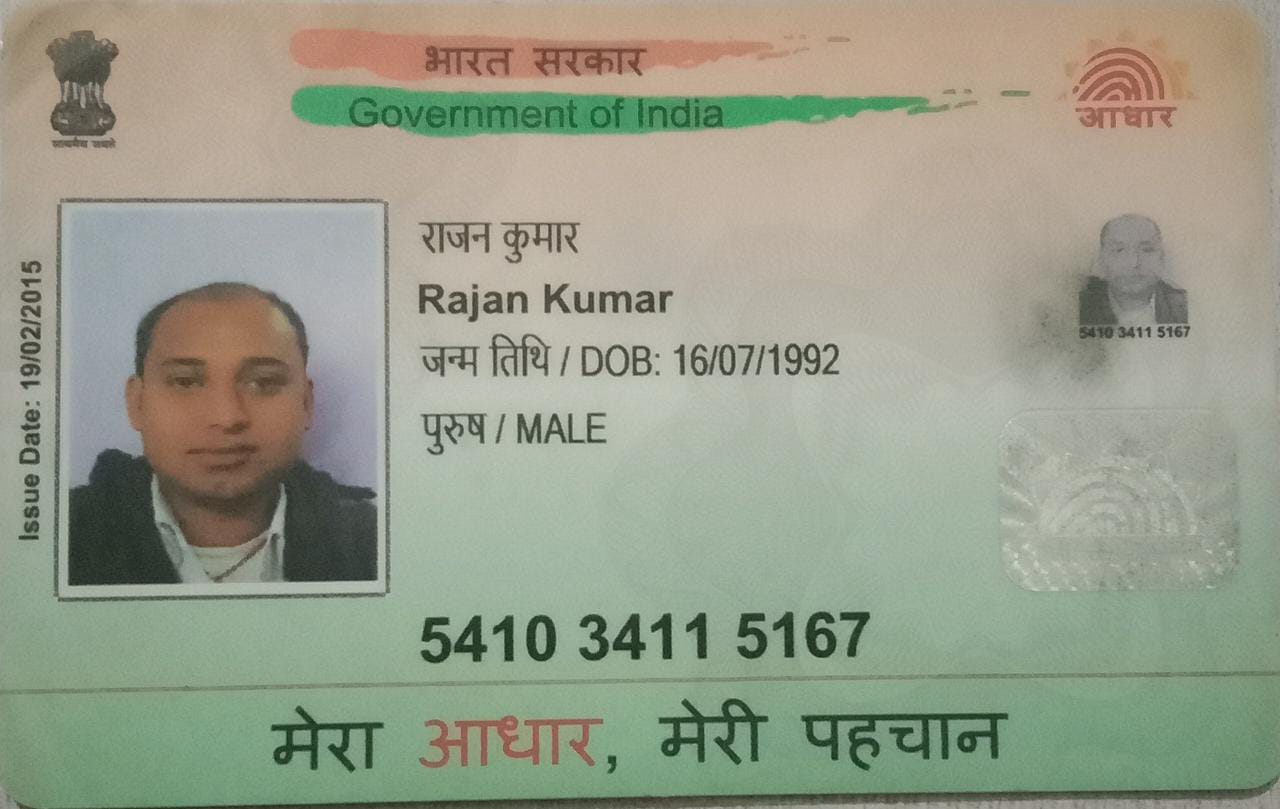 भारत सरकार
Government of India
सत्यमेव जयते
आधार
Issue Date: 19/02/2015
राजन कुमार
Rajan Kumar
जन्म तिथि / DOB: 16/07/1992
पुरुष / MALE
5410 3411 5167
5410 3411 5167
मेरा आधार, मेरी पहचान